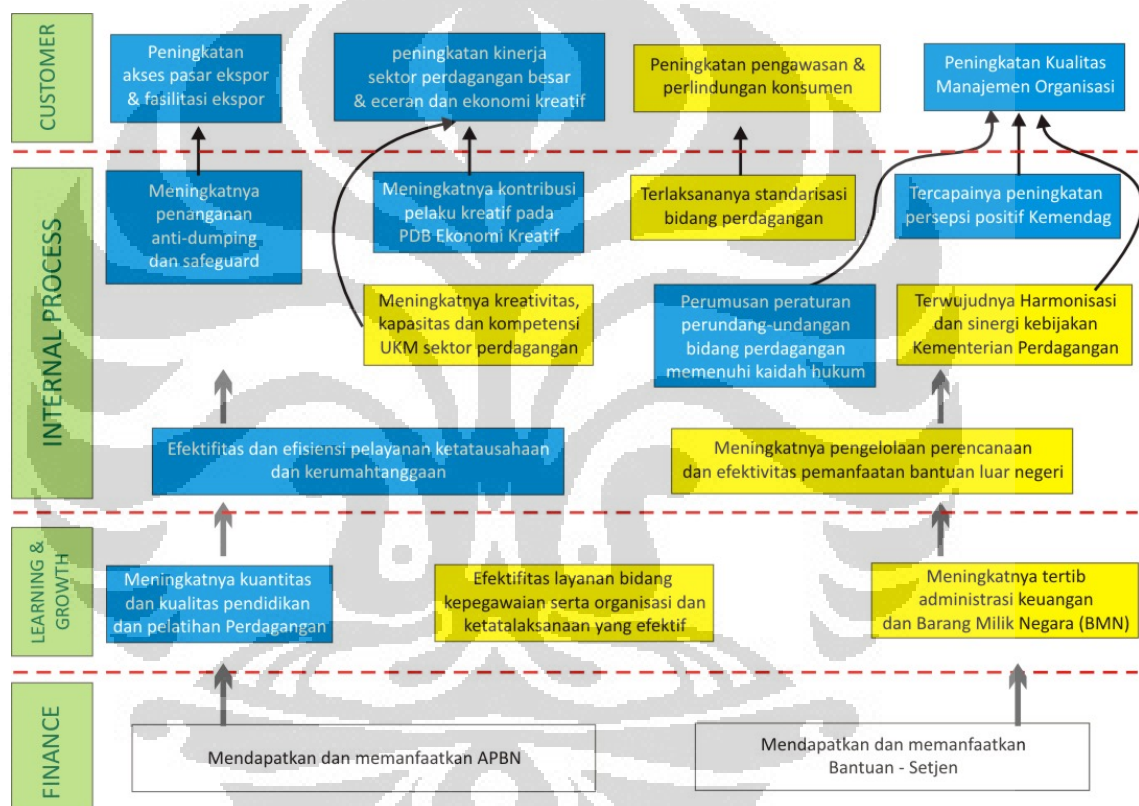 CUSTOMER
Peningkatan
akses pasar ekspor
& fasilitasi ekspor
peningkatan kinerja
sektor perdagangan besar
& eceran dan ekonomi kreatif
Peningkatan pengawasan &
perlindungan konsumen
Peningkatan Kualitas
Manajemen Organisasi
INTERNAL PROCESS
Meningkatnya
penanganan
anti-dumping
dan safeguard
Meningkatnya kontribusi
pelaku kreatif pada
PDB Ekonomi Kreatif
Terlaksananya standarisasi
bidang perdagangan
Tercapainya peningkatan
persepsi positif Kemendag
Meningkatnya kreativitas,
kapasitas dan kompetensi
UKM sektor perdagangan
Perumusan peraturan
perundang-undangan
bidang perdagangan
memenuhi kaidah hukum
Terwujudnya Harmonisasi
dan sinergi kebijakan
Kementerian Perdagangan
Efektifitas dan efisiensi pelayanan ketatausahaan
dan kerumahtanggaan
Meningkatnya pengelolaan perencanaan
dan efektivitas pemanfaatan bantuan luar negeri
LEARNING &
GROWTH
Meningkatnya kuantitas
dan kualitas pendidikan
dan pelatihan Perdagangan
Efektifitas layanan bidang
kepegawaian serta organisasi dan
ketatalaksanaan yang efektif
Meningkatnya tertib
administrasi keuangan
dan Barang Milik Negara (BMN)
FINANCE
Mendapatkan dan memanfaatkan APBN
Mendapatkan dan memanfaatkan
Bantuan - Setjen